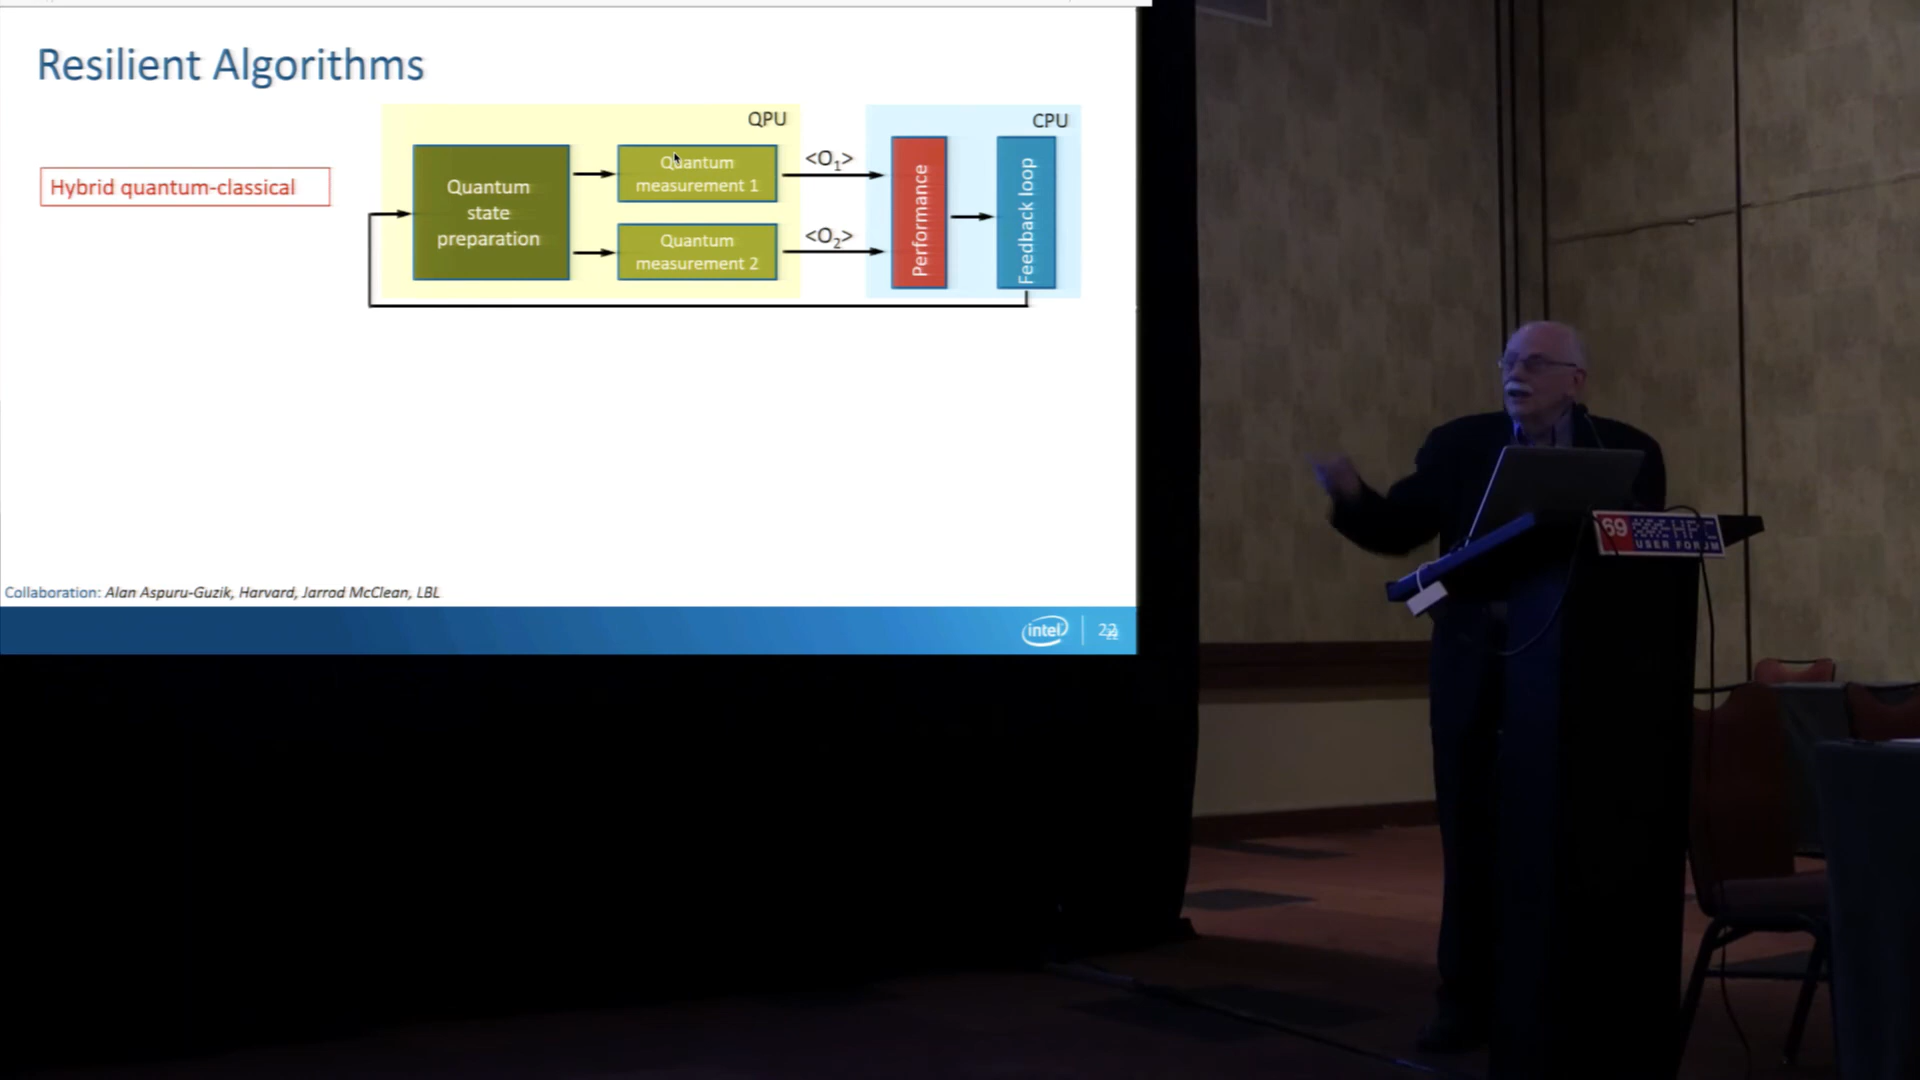 Resilient Algorithms
Hybrid quantum-classical
QPU
Quantum
state
preparation
Quantum
measurement 1
Quantum
measurement 2
<O₁>
<O₂>
CPU
Performance
Feedback loop
Collaboration: Alan Aspuru-Guzik, Harvard, Jarrod McClean, LBL
intel
69
HPC
USER FORUM